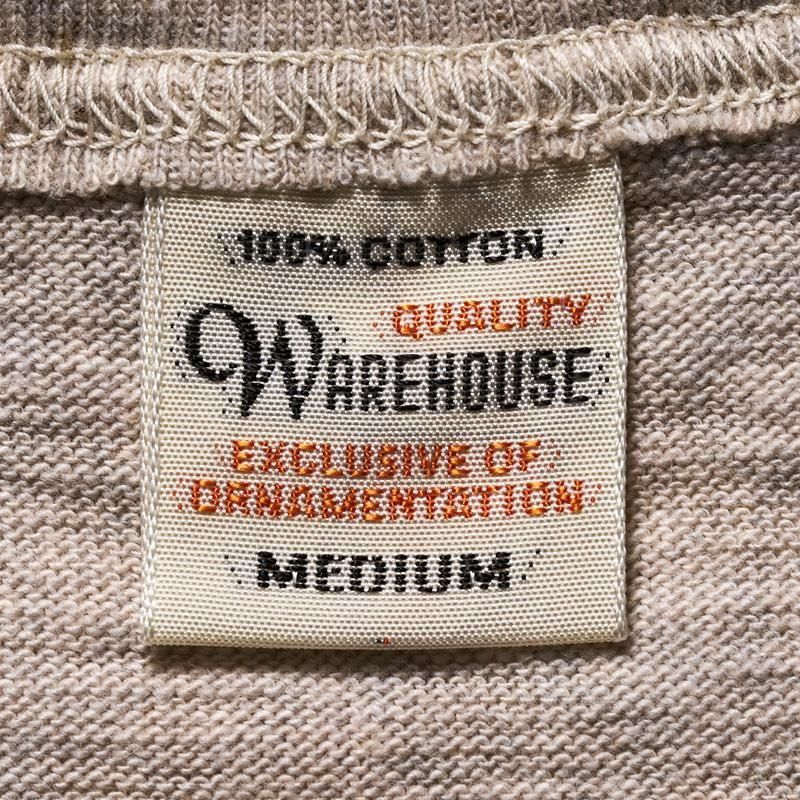 100% COTTON
QUALITY
WAREHOUSE
EXCLUSIVE OF
ORNAMENTATION
MEDIUM